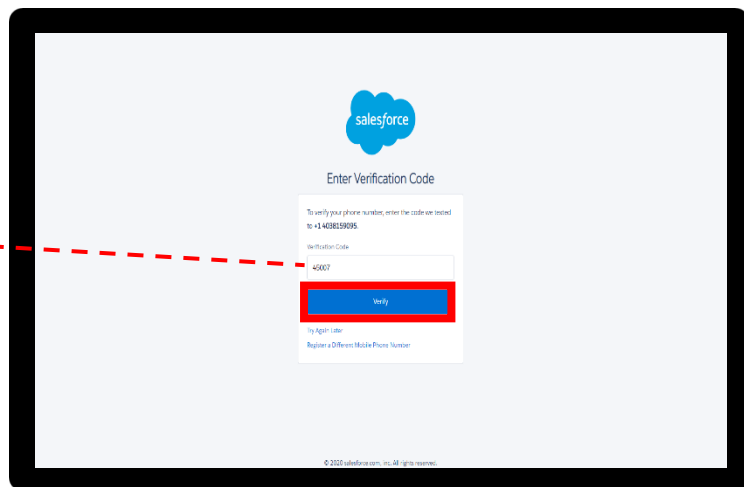 salesforce
Enter Verification Code
To verify your phone number, enter the code we texted
to +1 4038159095.
Verification Code
45007
Verify
Try Again Later
Register a Different Mobile Phone Number
© 2020 salesforce.com, inc. All rights reserved.